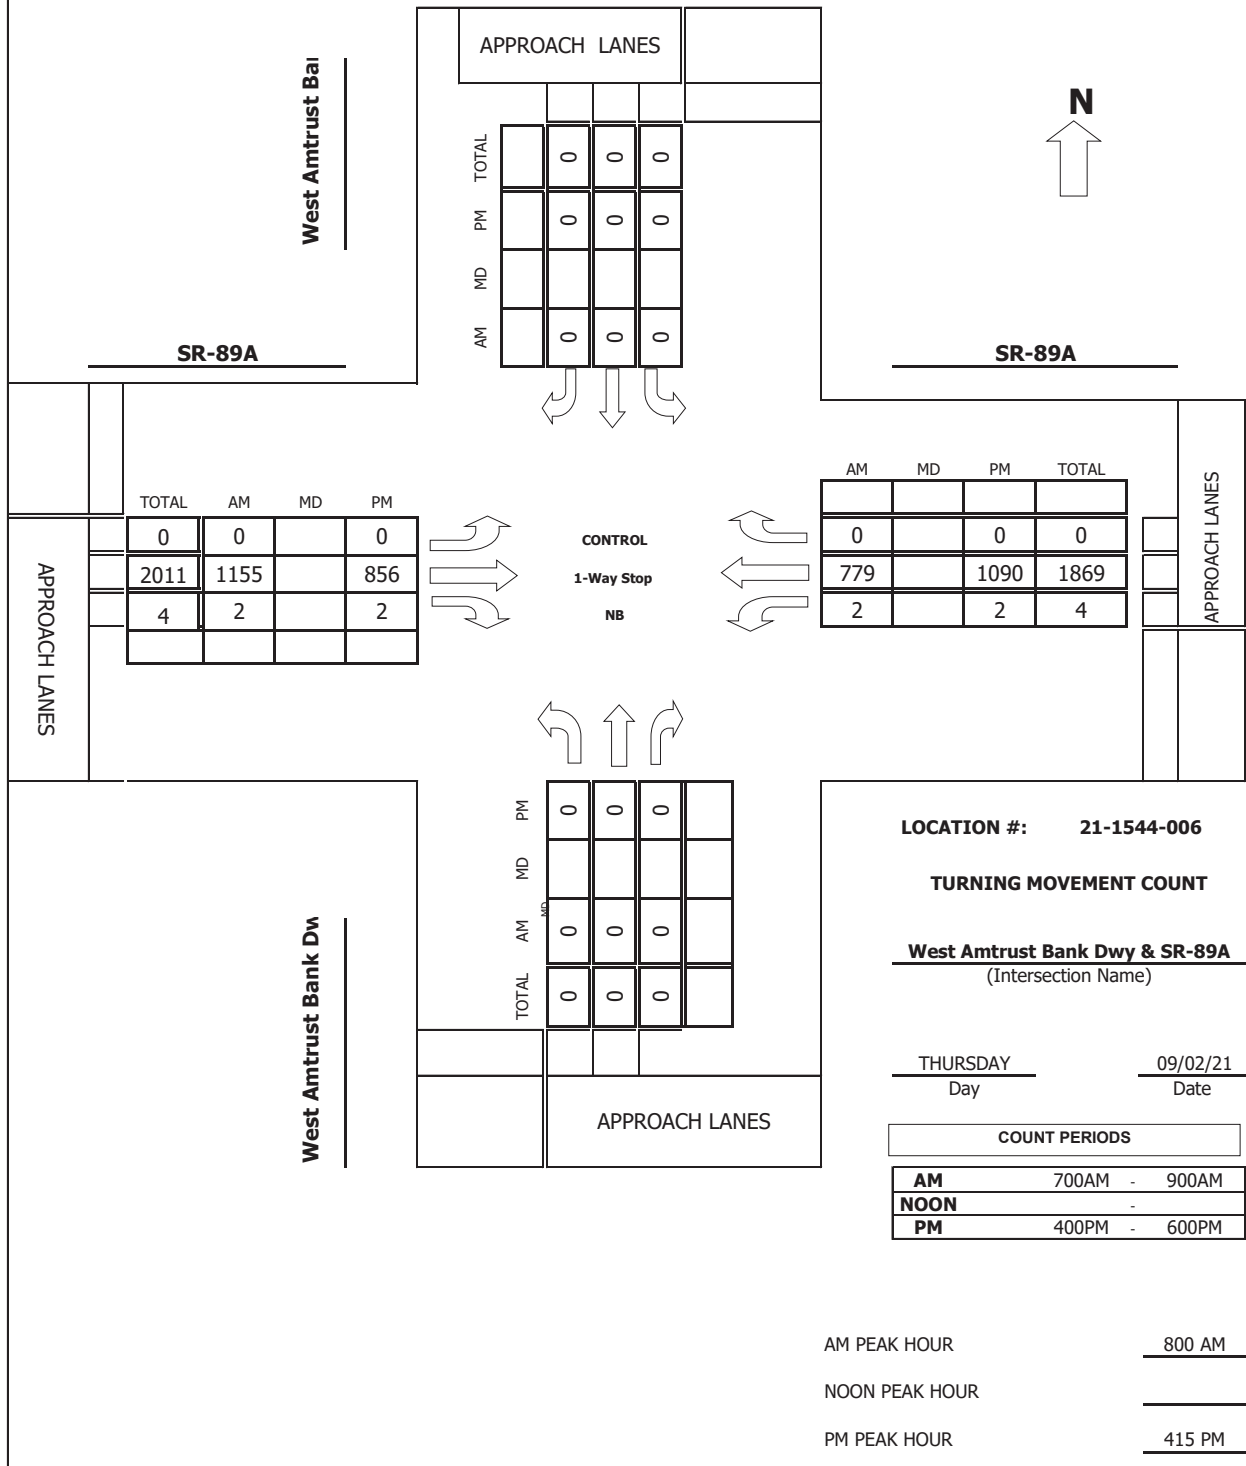 APPROACH LANES
West Amtrust Ban
N
TOTAL
0 0 0
PM
0 0 0
MD
AM
0 0 0
SR-89A
SR-89A
TOTAL AM MD PM
0 0 0
2011 1155 856
4 2 2
APPROACH LANES
CONTROL
1-Way Stop
NB
AM MD PM TOTAL
0 0 0
779 1090 1869
2 2 4
APPROACH LANES
PM
0 0 0
MD
MD
AM
0 0 0
TOTAL
0 0 0
APPROACH LANES
West Amtrust Bank Dw
LOCATION #: 21-1544-006
TURNING MOVEMENT COUNT
West Amtrust Bank Dwy & SR-89A
(Intersection Name)
THURSDAY 09/02/21
Day Date
COUNT PERIODS
AM 700AM - 900AM
NOON -
PM 400PM - 600PM
AM PEAK HOUR 800 AM
NOON PEAK HOUR
PM PEAK HOUR 415 PM